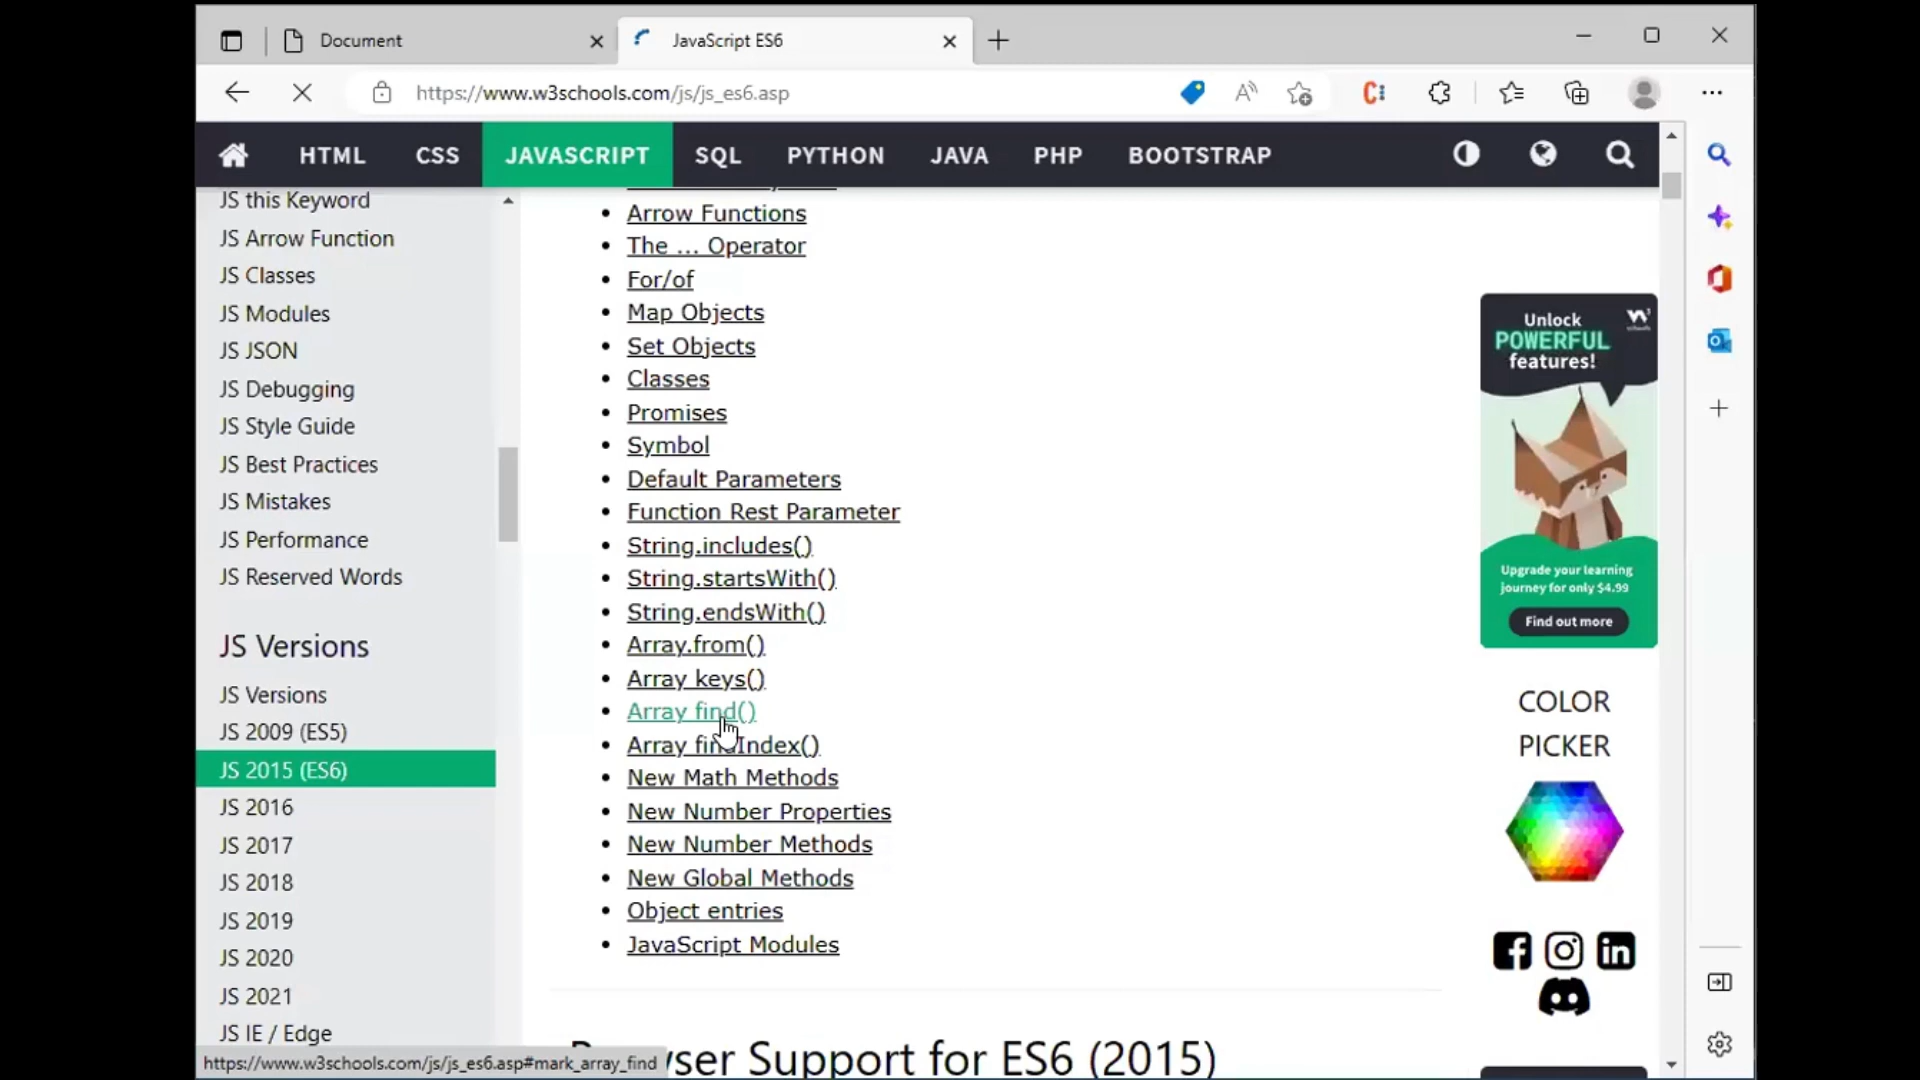 Document
JavaScript ES6
https://www.w3schools.com/js/js_es6.asp
HTML
CSS
JAVASCRIPT
SQL
PYTHON
JAVA
PHP
BOOTSTRAP
JS this Keyword
JS Arrow Function
JS Classes
JS Modules
JS JSON
JS Debugging
JS Style Guide
JS Best Practices
JS Mistakes
JS Performance
JS Reserved Words
JS Versions
JS Versions
JS 2009 (ES5)
JS 2015 (ES6)
JS 2016
JS 2017
JS 2018
JS 2019
JS 2020
JS 2021
JS IE / Edge
https://www.w3schools.com/js/js_es6.asp#mark_array_find
Arrow Functions
The ... Operator
For/of
Map Objects
Set Objects
Classes
Promises
Symbol
Default Parameters
Function Rest Parameter
String.includes()
String.startsWith()
String.endsWith()
Array.from()
Array keys()
Array find()
Array findIndex()
New Math Methods
New Number Properties
New Number Methods
New Global Methods
Object entries
JavaScript Modules
Browser Support for ES6 (2015)
Unlock
POWERFUL
features!
Upgrade your learning
journey for only $4.99
Find out more
COLOR
PICKER